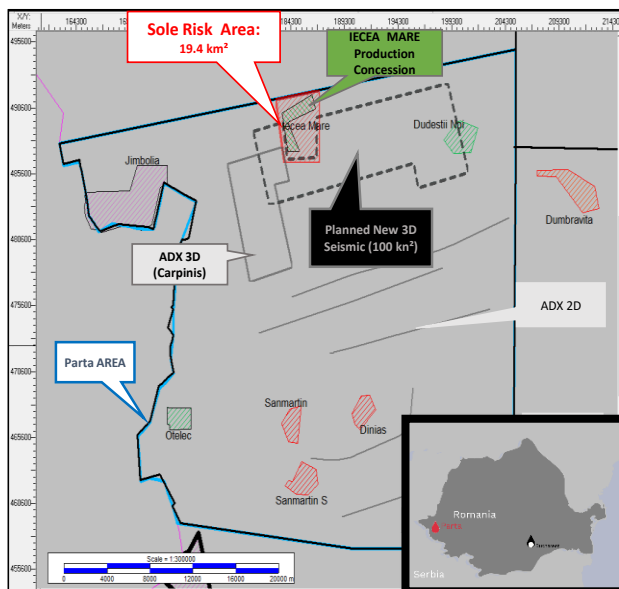 X/Y:
Meters
164300
184300
189300
194300
199300
204300
209300
214300
495600
490600
485600
480600
475600
470600
465600
460600
455600
Sole Risk Area:
19.4 km²
IECEA MARE
Production
Concession
Iecea Mare
Dudestii Noi
Jimbolia
Dumbravita
Planned New 3D
Seismic (100 kn²)
ADX 3D
(Carpinis)
ADX 2D
Parta AREA
Otelec
Sanmartin
Dinias
Sanmartin S
Scale = 1:300000
0 4000 8000 12000 16000 20000 m
Romania
Parta
Serbia